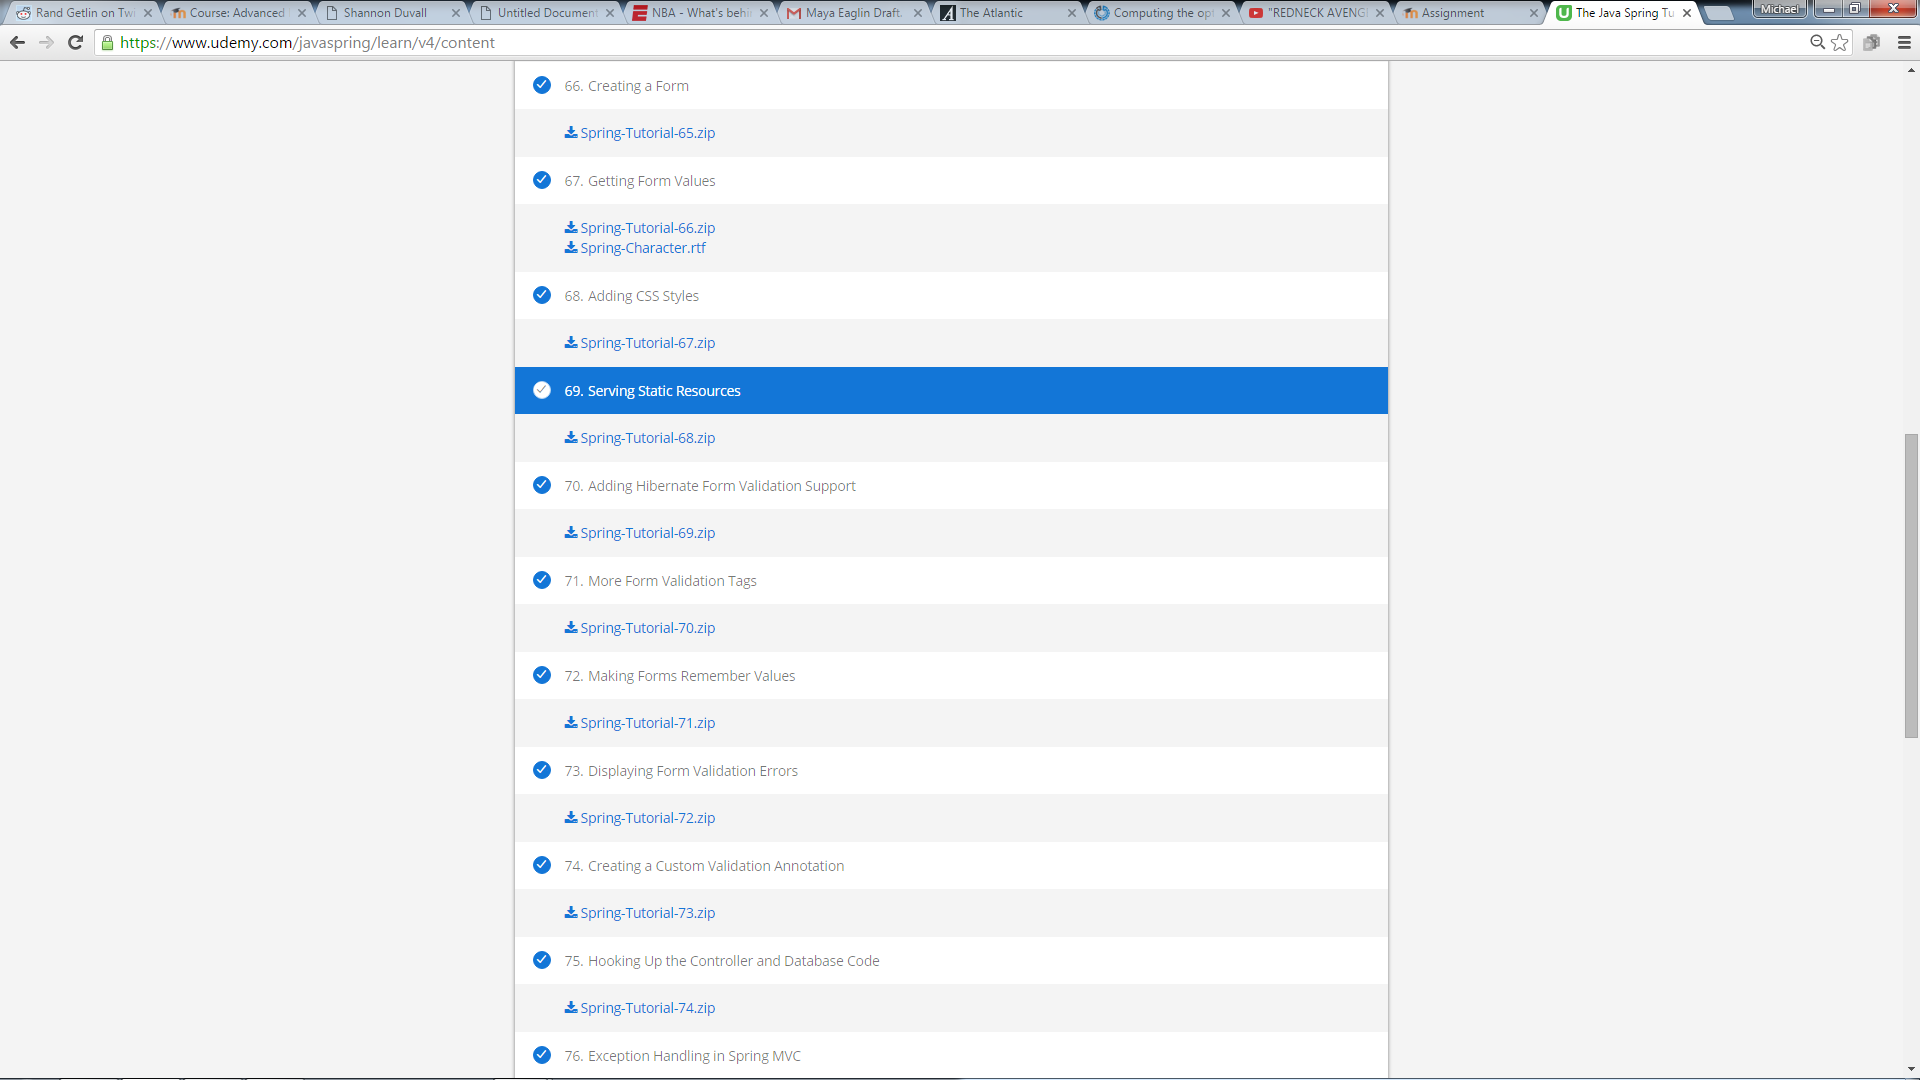 Rand Getlin on Twi
Course: Advanced
Shannon Duvall
Untitled Document
NBA - What's behi
Maya Eaglin Draft.
The Atlantic
Computing the opt
"REDNECK AVENG
Assignment
The Java Spring Tu
Michael
https://www.udemy.com/javaspring/learn/v4/content
66. Creating a Form
Spring-Tutorial-65.zip
67. Getting Form Values
Spring-Tutorial-66.zip
Spring-Character.rtf
68. Adding CSS Styles
Spring-Tutorial-67.zip
69. Serving Static Resources
Spring-Tutorial-68.zip
70. Adding Hibernate Form Validation Support
Spring-Tutorial-69.zip
71. More Form Validation Tags
Spring-Tutorial-70.zip
72. Making Forms Remember Values
Spring-Tutorial-71.zip
73. Displaying Form Validation Errors
Spring-Tutorial-72.zip
74. Creating a Custom Validation Annotation
Spring-Tutorial-73.zip
75. Hooking Up the Controller and Database Code
Spring-Tutorial-74.zip
76. Exception Handling in Spring MVC